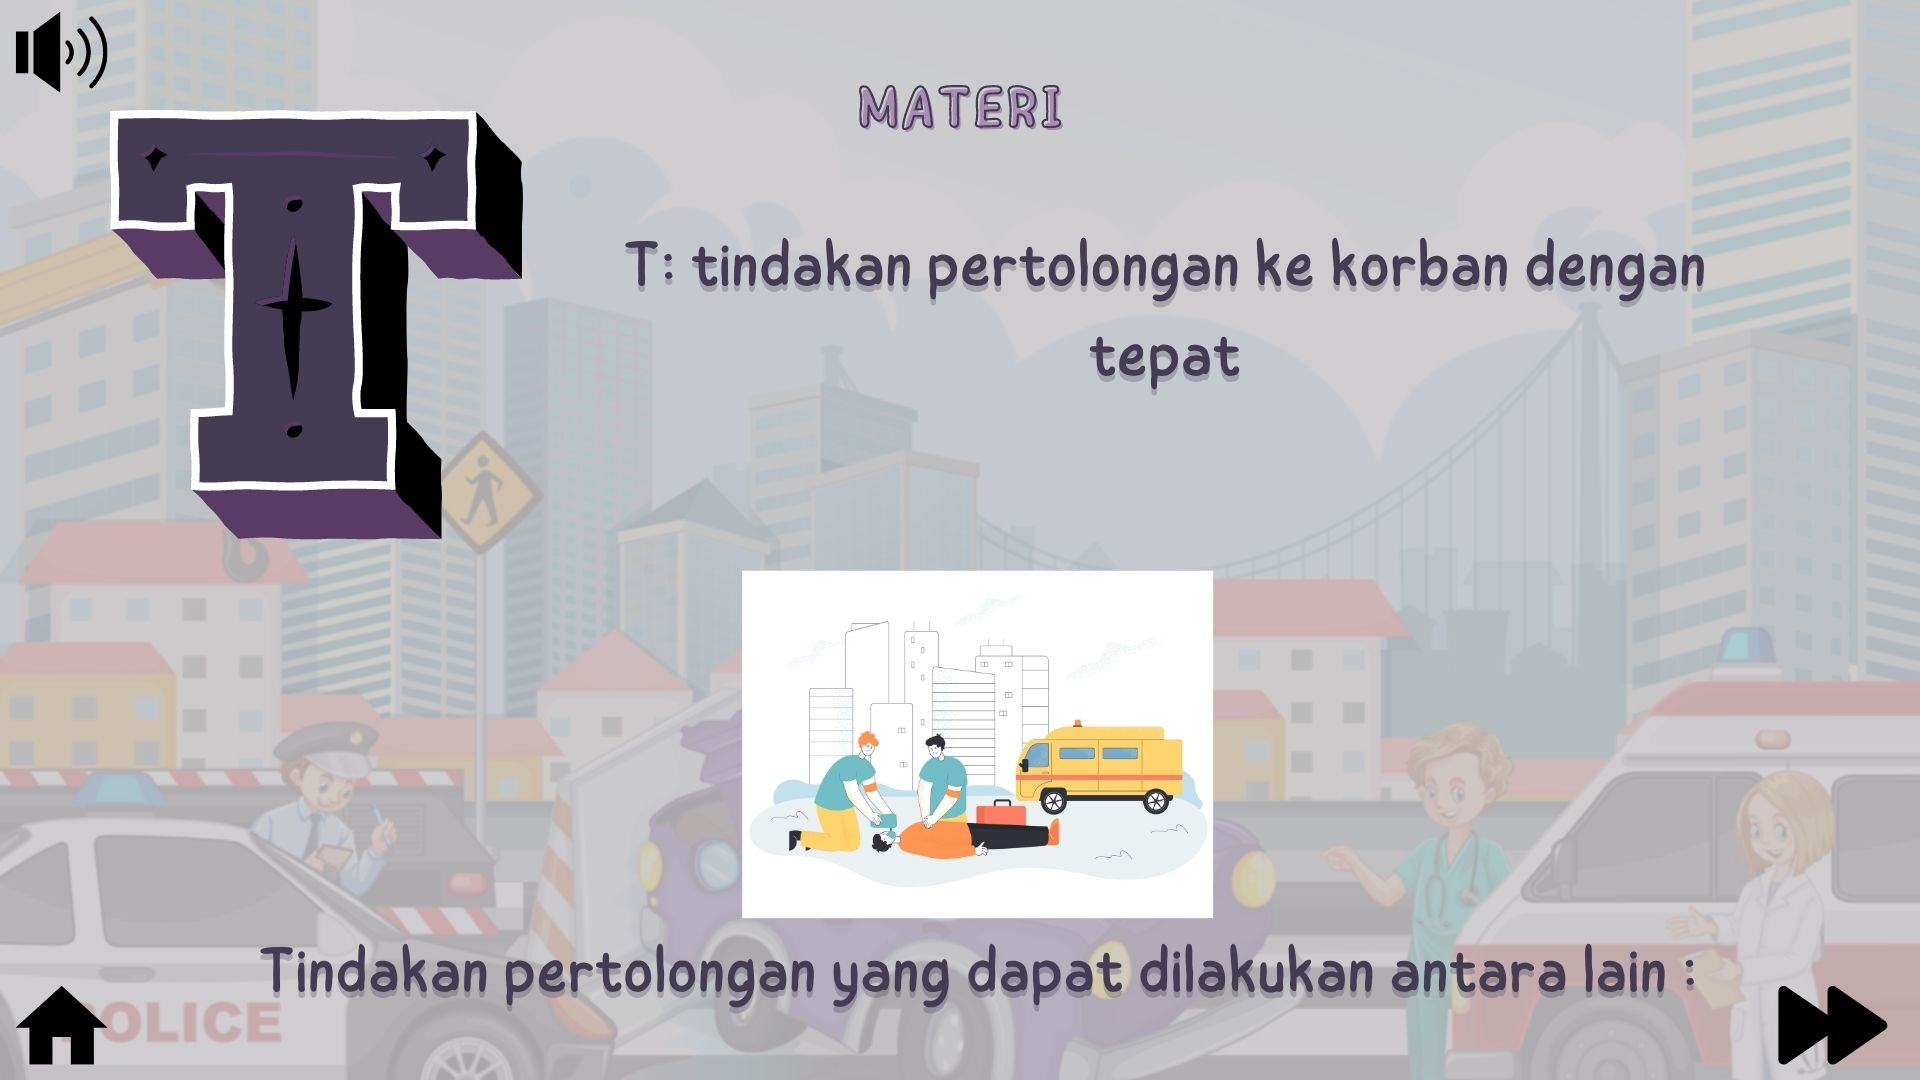 MATERI
T
T: tindakan pertolongan ke korban dengan
tepat
Tindakan pertolongan yang dapat dilakukan antara lain :
POLICE